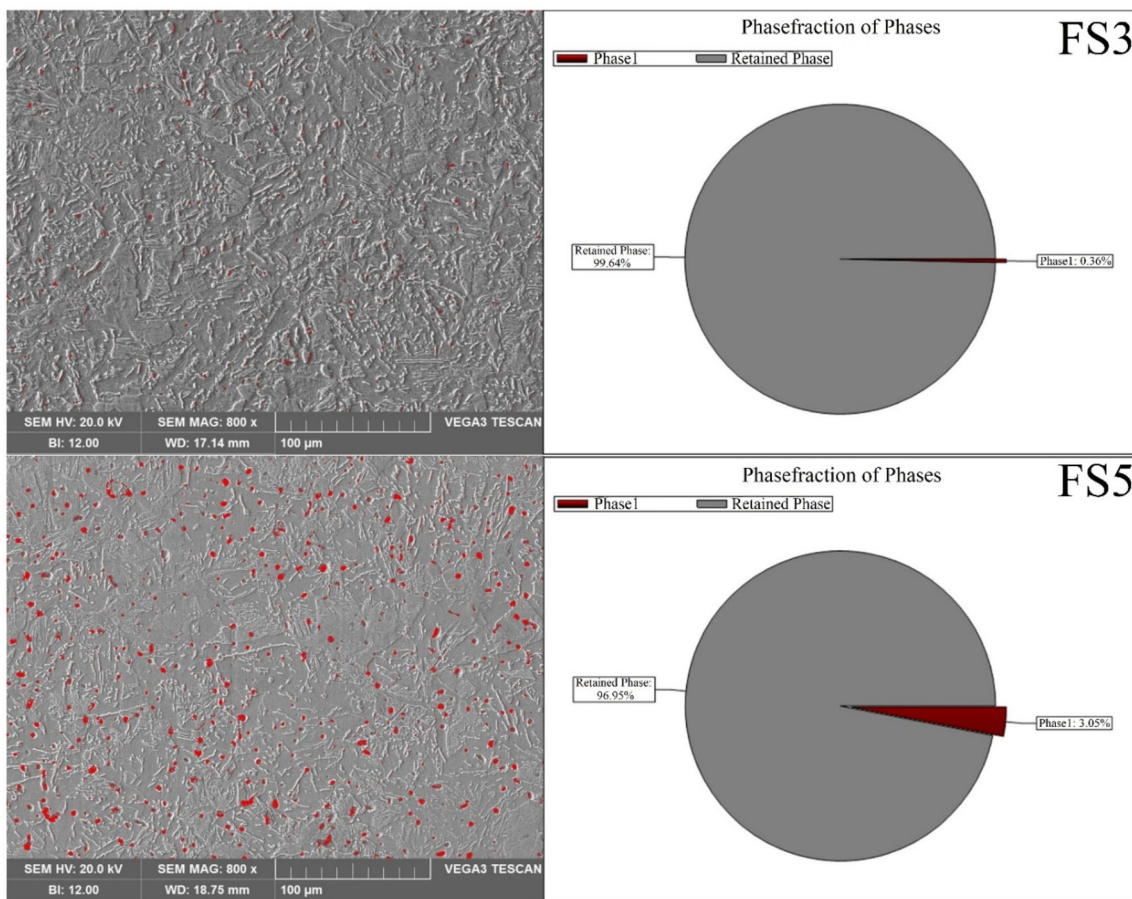 Phasefraction of Phases
FS3
Phase1
Retained Phase
Retained Phase:
99.64%
Phase1: 0.36%
SEM HV: 20.0 kV
SEM MAG: 800 x
VEGA3 TESCAN
BI: 12.00
WD: 17.14 mm
100 µm
Phasefraction of Phases
FS5
Phase1
Retained Phase
Retained Phase:
96.95%
Phase1: 3.05%
SEM HV: 20.0 kV
SEM MAG: 800 x
VEGA3 TESCAN
BI: 12.00
WD: 18.75 mm
100 µm